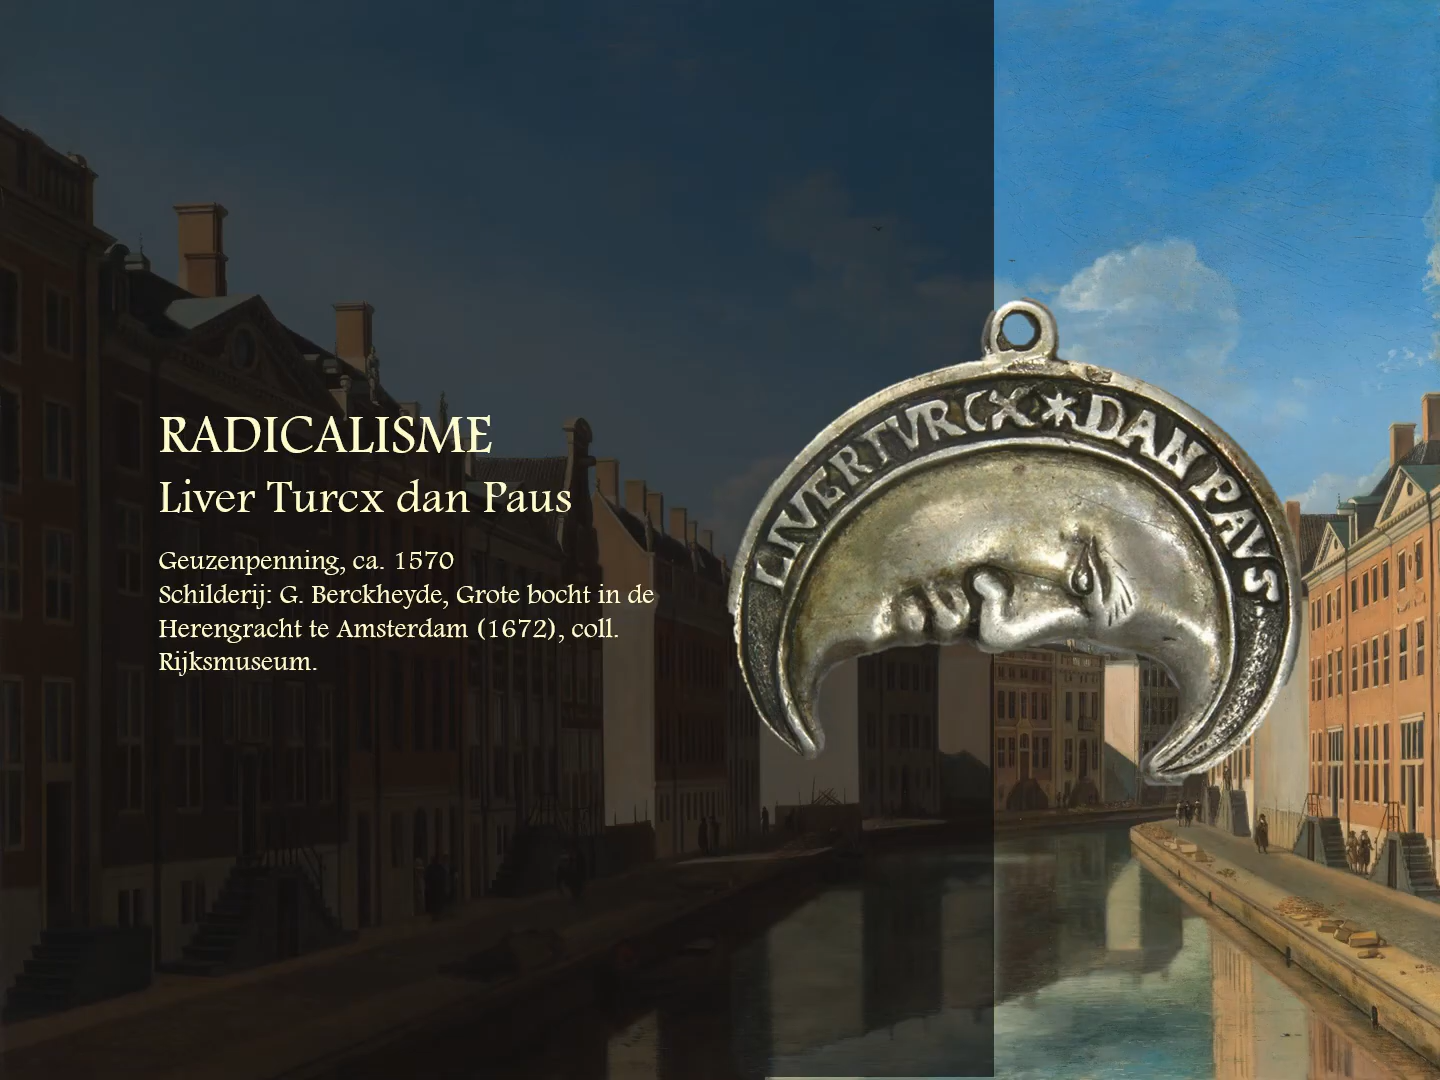 RADICALISME
Liver Turcx dan Paus
Geuzenpenning, ca. 1570
Schilderij: G. Berckheyde, Grote bocht in de
Herengracht te Amsterdam (1672), coll.
Rijksmuseum.
LIVERTVRCX * DAN PAVS